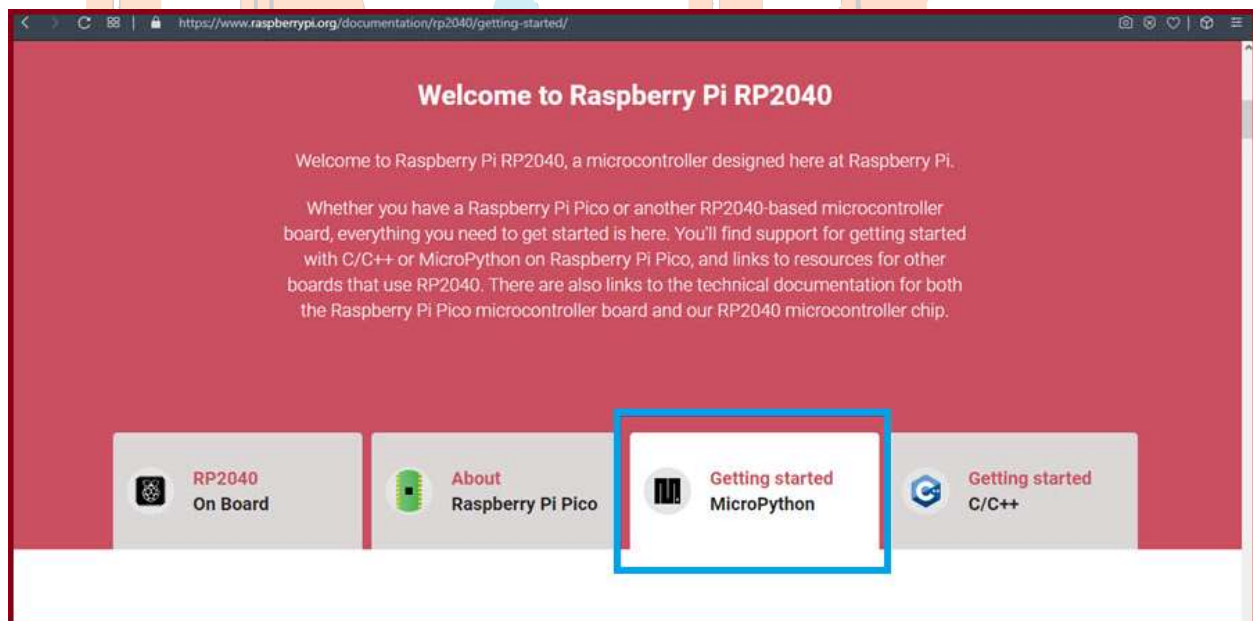 https://www.raspberrypi.org/documentation/rp2040/getting-started/
Welcome to Raspberry Pi RP2040
Welcome to Raspberry Pi RP2040, a microcontroller designed here at Raspberry Pi.
Whether you have a Raspberry Pi Pico or another RP2040-based microcontroller
board, everything you need to get started is here. You'll find support for getting started
with C/C++ or MicroPython on Raspberry Pi Pico, and links to resources for other
boards that use RP2040. There are also links to the technical documentation for both
the Raspberry Pi Pico microcontroller board and our RP2040 microcontroller chip.
RP2040
On Board
About
Raspberry Pi Pico
Getting started
MicroPython
Getting started
C/C++